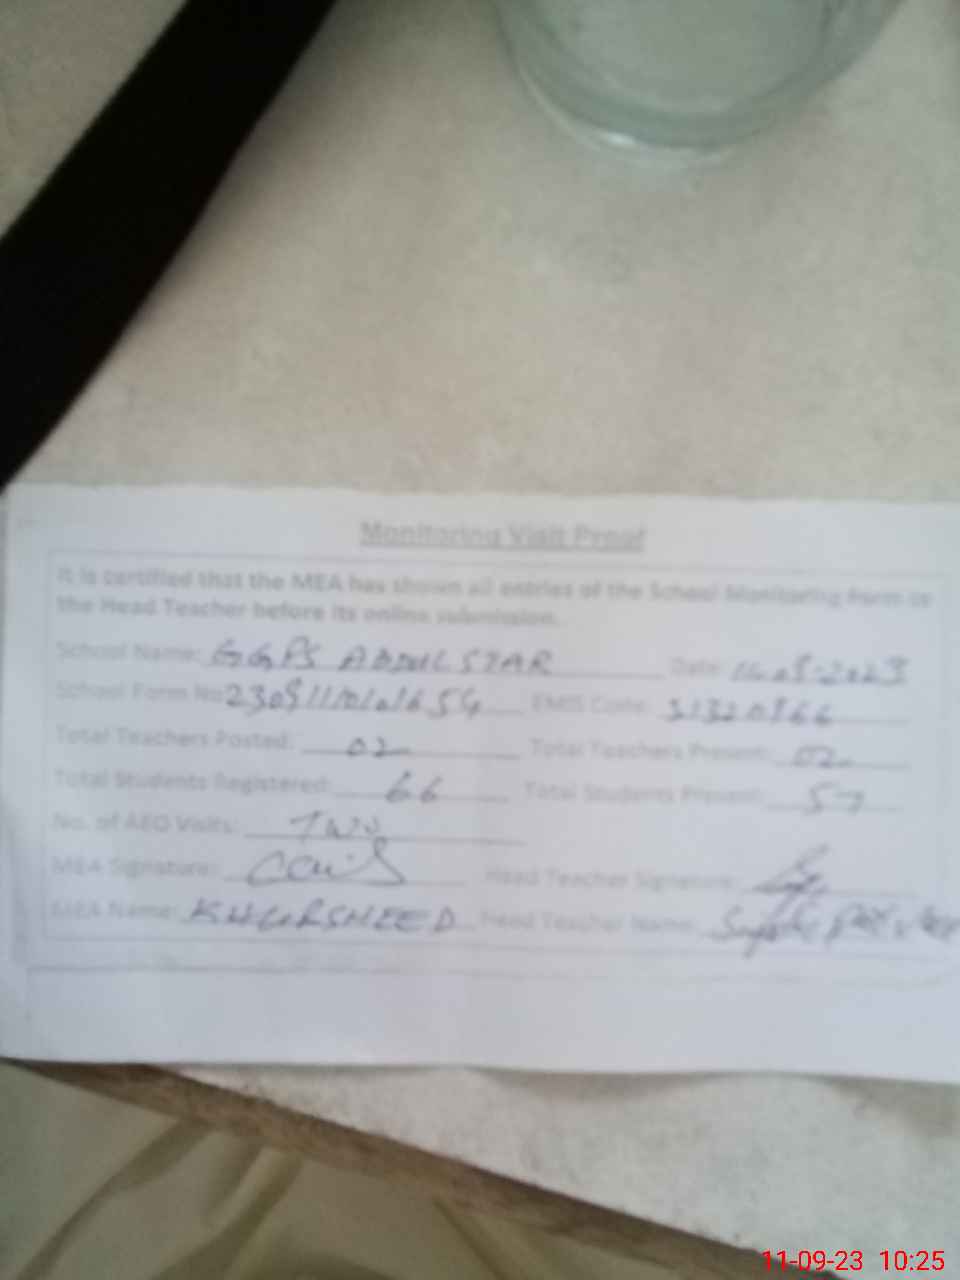 Monitoring Visit Proof
It is certified that the MEA has shown all entries of the School Monitoring Form to
the Head Teacher before its online submission.
School Name: GGPS ABDUL STAR Date:
School Form No: EMIS Code:
Total Teachers Posted: 02 Total Teachers Present: 02
Total Students Registered: 66 Total Students Present: 57
No. of AEO Visits: Two
MEA Signature: Head Teacher Signature:
MEA Name: KHURSHEED Head Teacher Name:
11-09-23 10:25